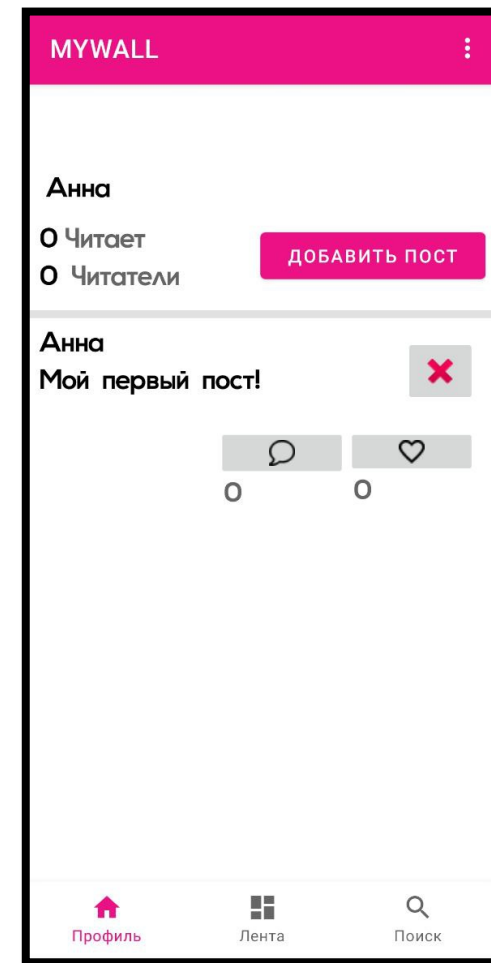 MYWALL
Анна
0 Читает
0 Читатели
ДОБАВИТЬ ПОСТ
Анна
Мой первый пост!
0
0
Профиль
Лента
Поиск